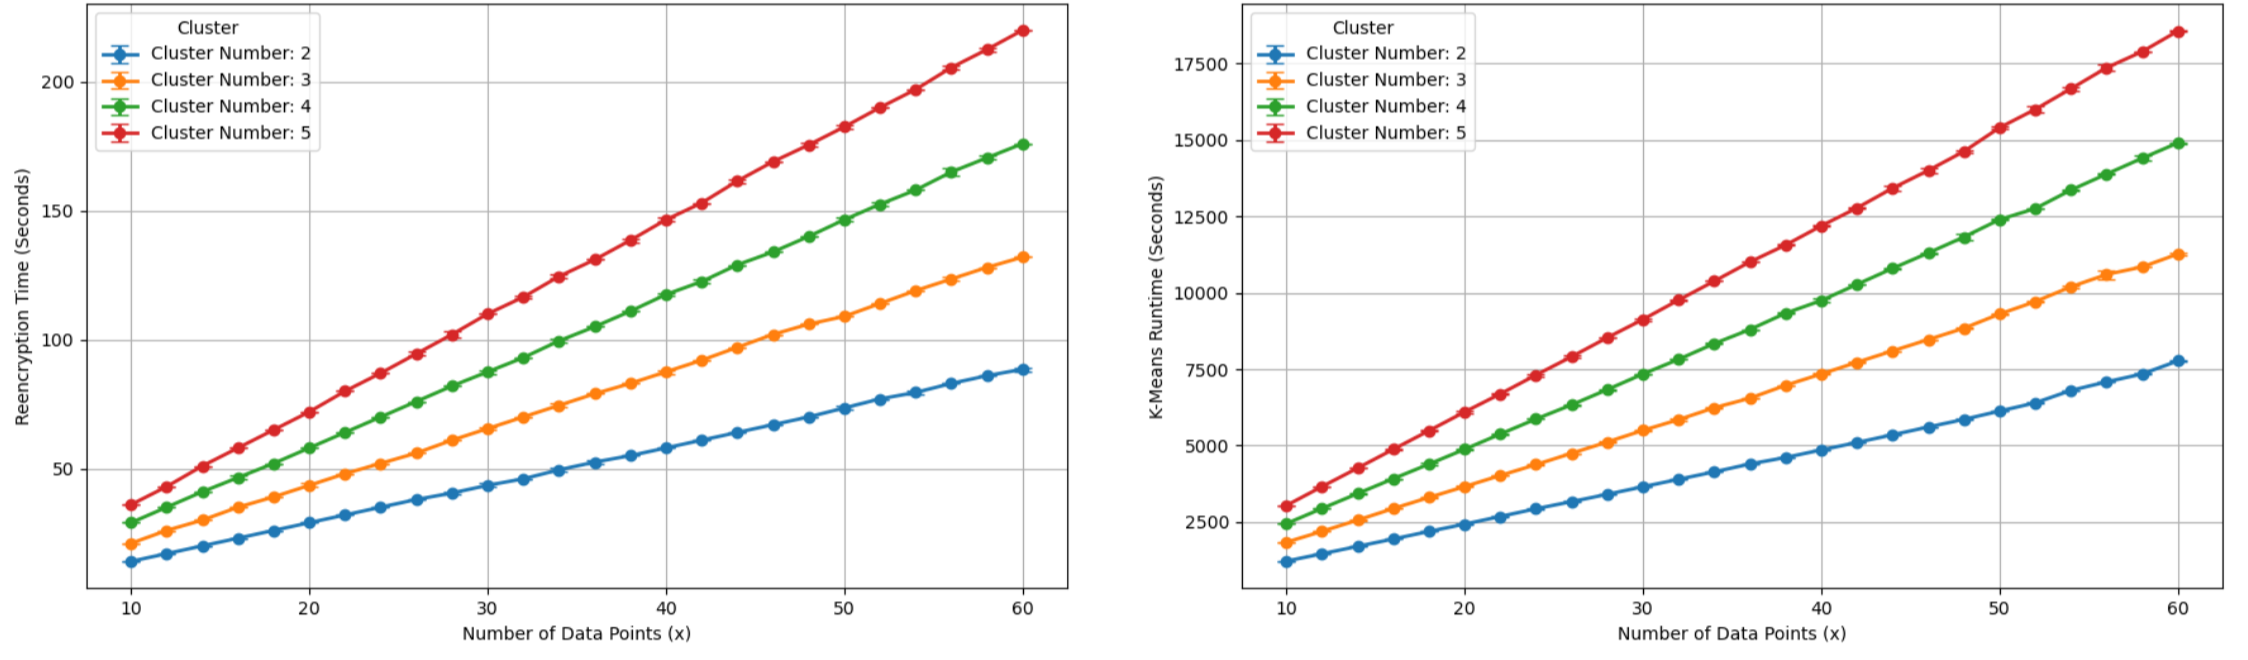 Cluster
Cluster Number: 2
Cluster Number: 3
Cluster Number: 4
Cluster Number: 5
Reencryption Time (Seconds)
200
150
100
50
10 20 30 40 50 60
Number of Data Points (x)
Cluster
Cluster Number: 2
Cluster Number: 3
Cluster Number: 4
Cluster Number: 5
K-Means Runtime (Seconds)
17500
15000
12500
10000
7500
5000
2500
10 20 30 40 50 60
Number of Data Points (x)